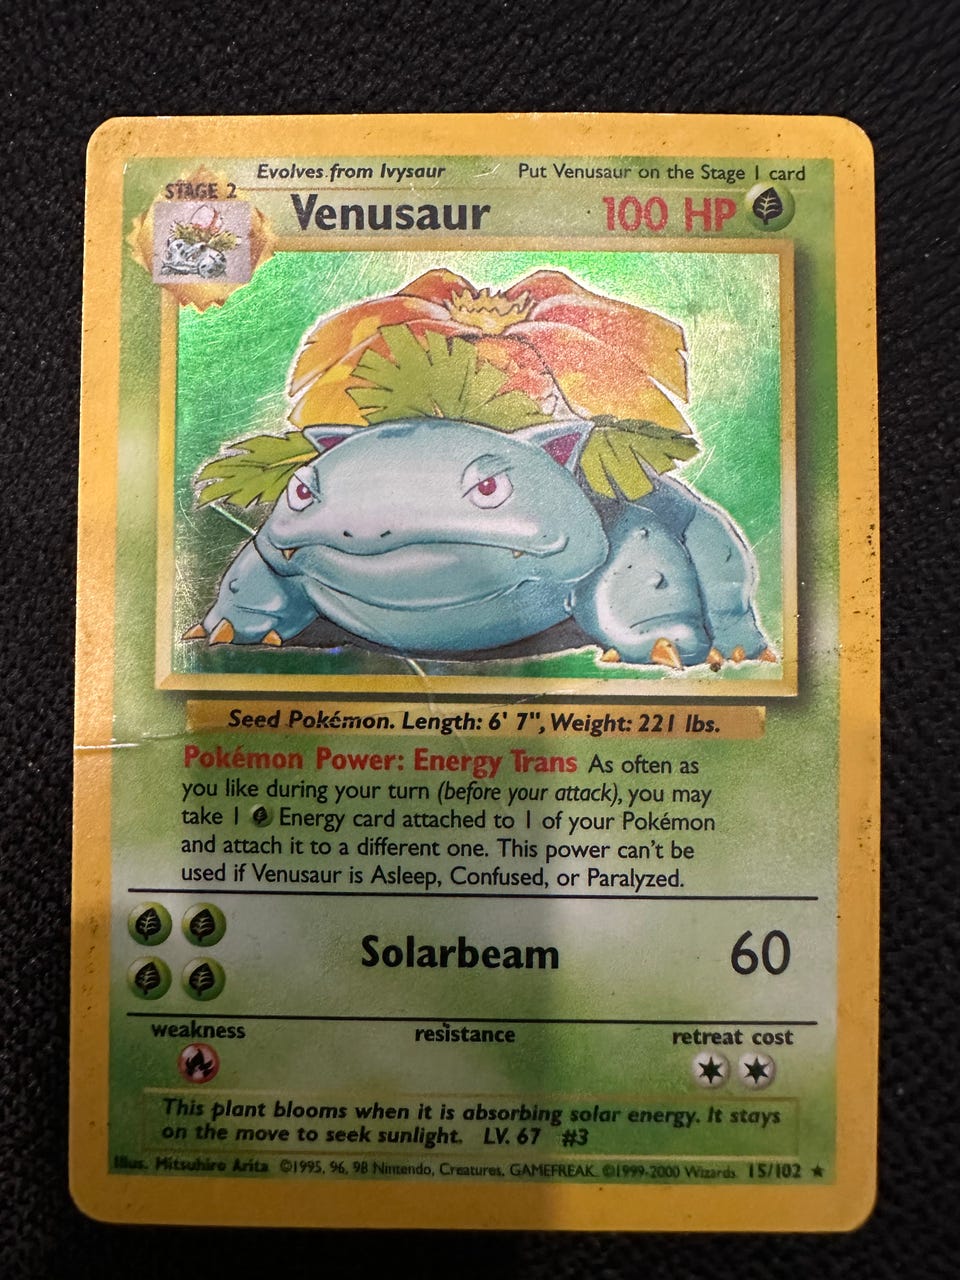 Evolves from Ivysaur Put Venusaur on the Stage 1 card
STAGE 2
Venusaur 100 HP
Seed Pokémon. Length: 6' 7", Weight: 221 lbs.
Pokémon Power: Energy Trans As often as
you like during your turn (before your attack), you may
take 1 Energy card attached to 1 of your Pokémon
and attach it to a different one. This power can't be
used if Venusaur is Asleep, Confused, or Paralyzed.
Solarbeam 60
weakness resistance retreat cost
This plant blooms when it is absorbing solar energy. It stays
on the move to seek sunlight. LV. 67 #3
Illus. Mitsuhiro Arita ©1995, 96, 98 Nintendo, Creatures, GAMEFREAK. ©1999-2000 Wizards. 15/102 ★